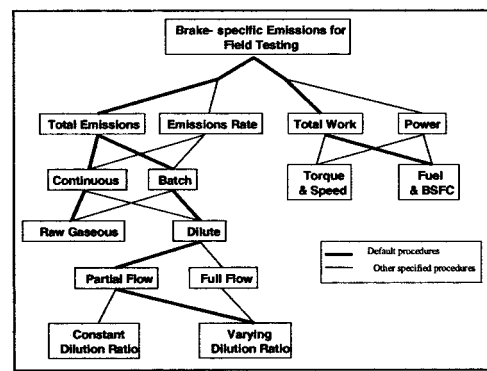 Brake- specific Emissions for
Field Testing
Total Emissions
Emissions Rate
Total Work
Power
Continuous
Batch
Torque
& Speed
Fuel
& BSFC
Raw Gaseous
Dilute
Default procedures
Other specified procedures
Partial Flow
Full Flow
Constant
Dilution Ratio
Varying
Dilution Ratio